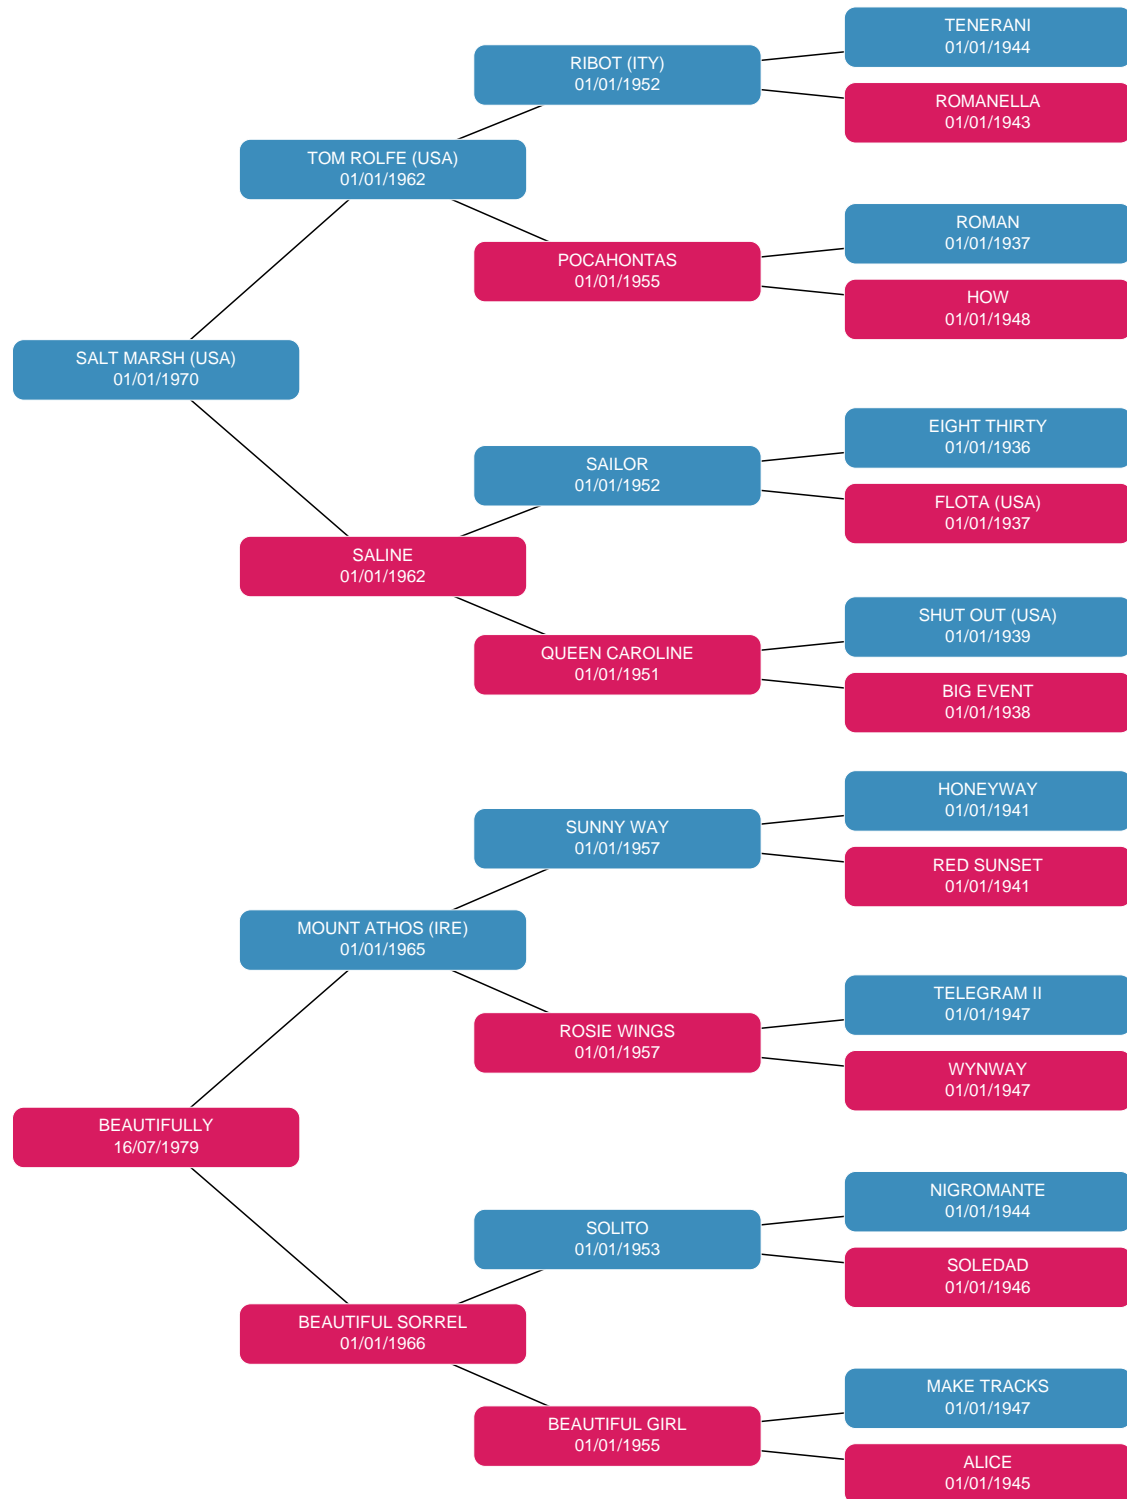 TENERANI
01/01/1944
RIBOT (ITY)
01/01/1952
ROMANELLA
01/01/1943
TOM ROLFE (USA)
01/01/1962
ROMAN
01/01/1937
POCAHONTAS
01/01/1955
HOW
01/01/1948
SALT MARSH (USA)
01/01/1970
EIGHT THIRTY
01/01/1936
SAILOR
01/01/1952
FLOTA (USA)
01/01/1937
SALINE
01/01/1962
SHUT OUT (USA)
01/01/1939
QUEEN CAROLINE
01/01/1951
BIG EVENT
01/01/1938
HONEYWAY
01/01/1941
SUNNY WAY
01/01/1957
RED SUNSET
01/01/1941
MOUNT ATHOS (IRE)
01/01/1965
TELEGRAM II
01/01/1947
ROSIE WINGS
01/01/1957
WYNWAY
01/01/1947
BEAUTIFULLY
16/07/1979
NIGROMANTE
01/01/1944
SOLITO
01/01/1953
SOLEDAD
01/01/1946
BEAUTIFUL SORREL
01/01/1966
MAKE TRACKS
01/01/1947
BEAUTIFUL GIRL
01/01/1955
ALICE
01/01/1945